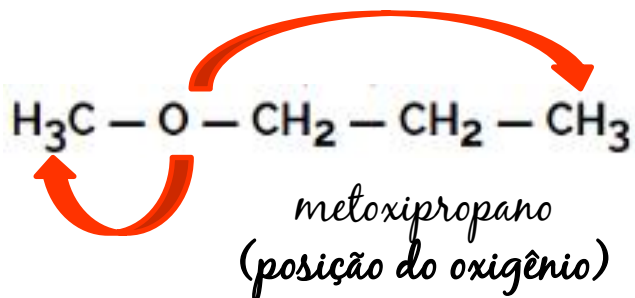 H₃C — O — CH₂ — CH₂ — CH₃
metoxipropano
(posição do oxigênio)